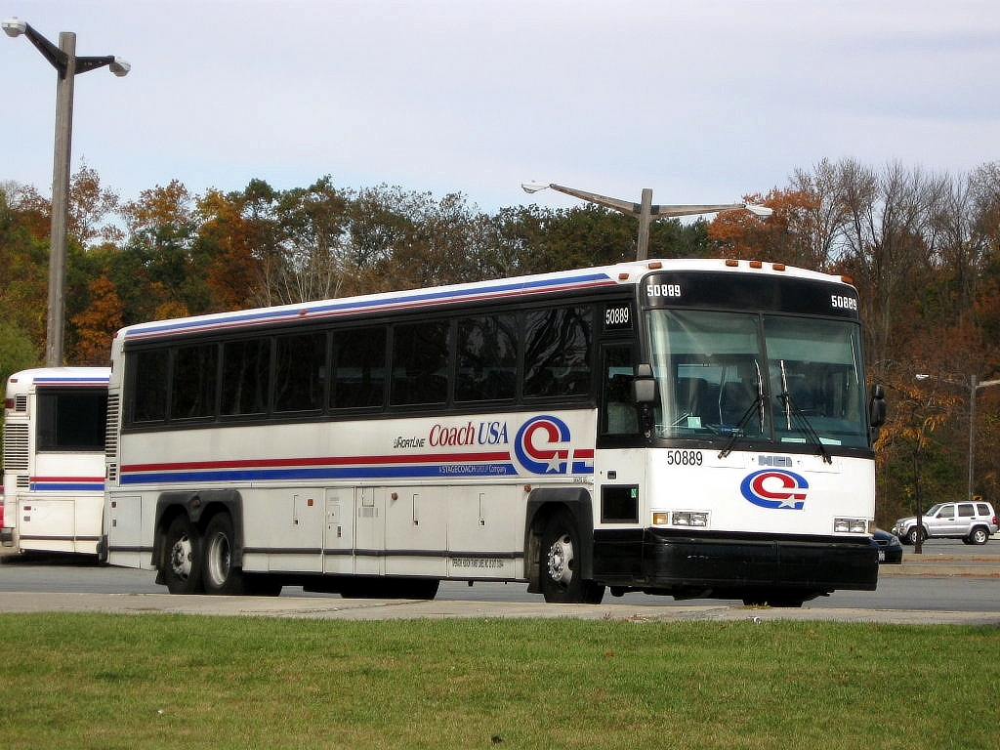 50889
50889
50889
SHORTLINE Coach USA
A STAGECOACH GROUP Company
50889
MCI